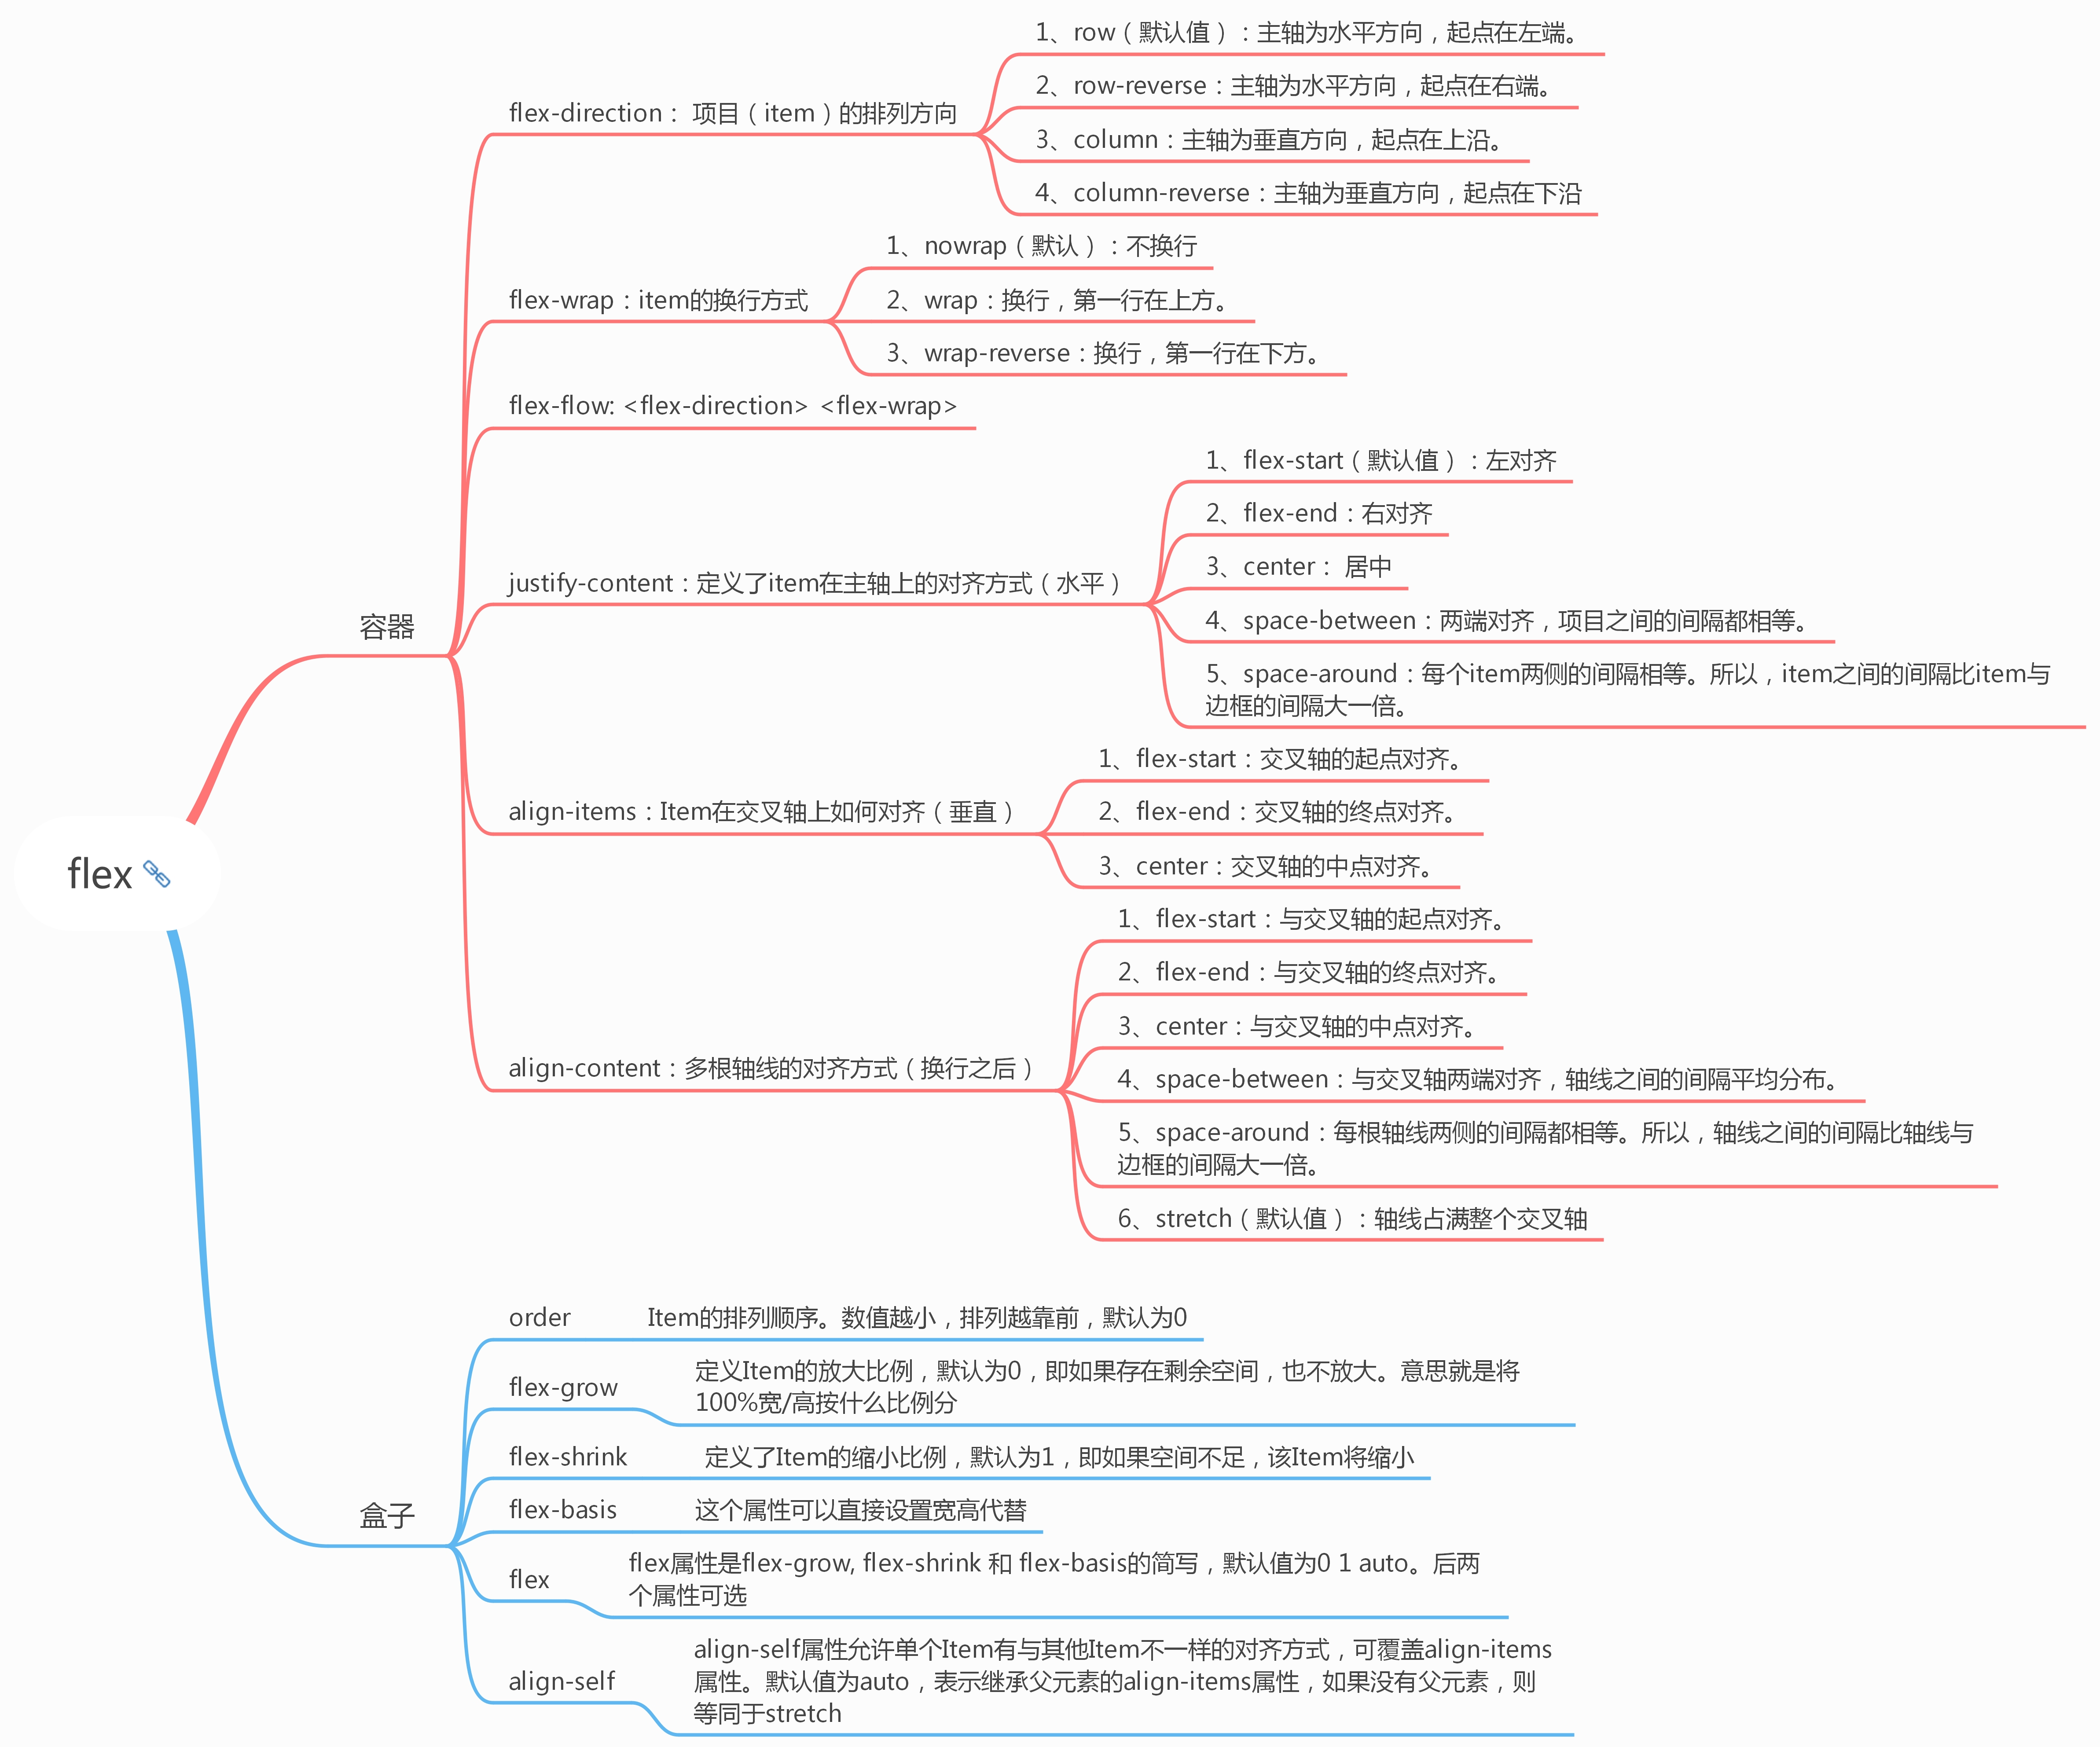 flex
容器
flex-direction： 项目（item）的排列方向
1、row（默认值）：主轴为水平方向，起点在左端。
2、row-reverse：主轴为水平方向，起点在右端。
3、column：主轴为垂直方向，起点在上沿。
4、column-reverse：主轴为垂直方向，起点在下沿
flex-wrap：item的换行方式
1、nowrap（默认）：不换行
2、wrap：换行，第一行在上方。
3、wrap-reverse：换行，第一行在下方。
flex-flow: <flex-direction> <flex-wrap>
justify-content：定义了item在主轴上的对齐方式（水平）
1、flex-start（默认值）：左对齐
2、flex-end：右对齐
3、center： 居中
4、space-between：两端对齐，项目之间的间隔都相等。
5、space-around：每个item两侧的间隔相等。所以，item之间的间隔比item与
边框的间隔大一倍。
align-items：Item在交叉轴上如何对齐（垂直）
1、flex-start：交叉轴的起点对齐。
2、flex-end：交叉轴的终点对齐。
3、center：交叉轴的中点对齐。
align-content：多根轴线的对齐方式（换行之后）
1、flex-start：与交叉轴的起点对齐。
2、flex-end：与交叉轴的终点对齐。
3、center：与交叉轴的中点对齐。
4、space-between：与交叉轴两端对齐，轴线之间的间隔平均分布。
5、space-around：每根轴线两侧的间隔都相等。所以，轴线之间的间隔比轴线与
边框的间隔大一倍。
6、stretch（默认值）：轴线占满整个交叉轴
盒子
order
Item的排列顺序。数值越小，排列越靠前，默认为0
flex-grow
定义Item的放大比例，默认为0，即如果存在剩余空间，也不放大。意思就是将
100%宽/高按什么比例分
flex-shrink
定义了Item的缩小比例，默认为1，即如果空间不足，该Item将缩小
flex-basis
这个属性可以直接设置宽高代替
flex
flex属性是flex-grow, flex-shrink 和 flex-basis的简写，默认值为0 1 auto。后两
个属性可选
align-self
align-self属性允许单个Item有与其他Item不一样的对齐方式，可覆盖align-items
属性。默认值为auto，表示继承父元素的align-items属性，如果没有父元素，则
等同于stretch